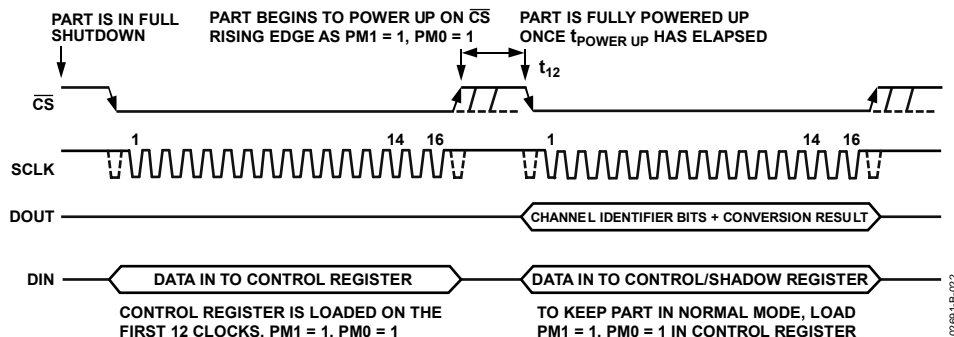 PART IS IN FULL
SHUTDOWN
PART BEGINS TO POWER UP ON CS
RISING EDGE AS PM1 = 1, PM0 = 1
PART IS FULLY POWERED UP
ONCE tPOWER UP HAS ELAPSED
t12
CS
1
14
16
1
14
16
SCLK
DOUT
CHANNEL IDENTIFIER BITS + CONVERSION RESULT
DIN
DATA IN TO CONTROL REGISTER
DATA IN TO CONTROL/SHADOW REGISTER
CONTROL REGISTER IS LOADED ON THE
FIRST 12 CLOCKS, PM1 = 1, PM0 = 1
TO KEEP PART IN NORMAL MODE, LOAD
PM1 = 1, PM0 = 1 IN CONTROL REGISTER